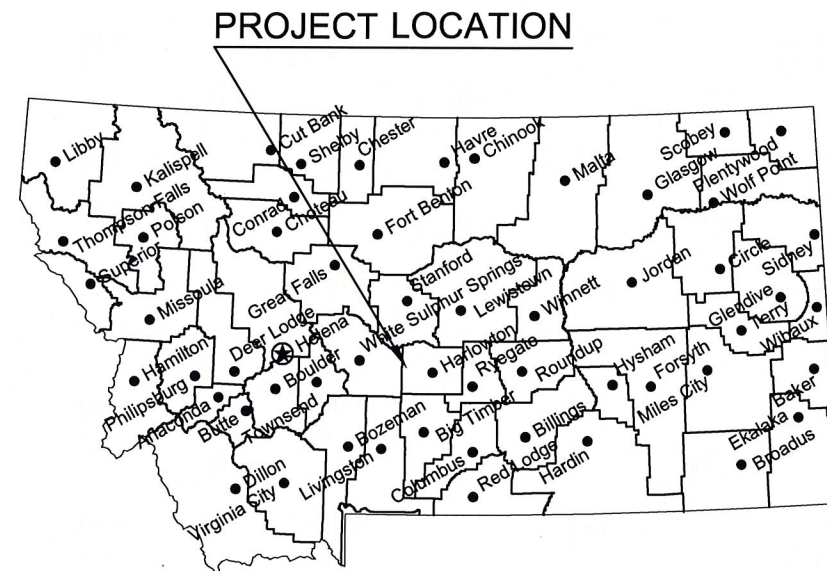 PROJECT LOCATION
Libby
Kalispell
Cut Bank
Shelby
Chester
Havre
Chinook
Malta
Scobey
Glasgow
Plentywood
Wolf Point
Thompson Falls
Polson
Superior
Conrad
Choteau
Fort Benton
Missoula
Great Falls
Stanford
Lewistown
Winnett
Jordan
Circle
Sidney
Glendive
Terry
Wibaux
White Sulphur Springs
Hamilton
Philipsburg
Deer Lodge
Helena
Boulder
Anaconda
Butte
Townsend
Harlowton
Ryegate
Roundup
Hysham
Forsyth
Miles City
Baker
Ekalaka
Broadus
Bozeman
Livingston
Big Timber
Columbus
Billings
Red Lodge
Hardin
Dillon
Virginia City